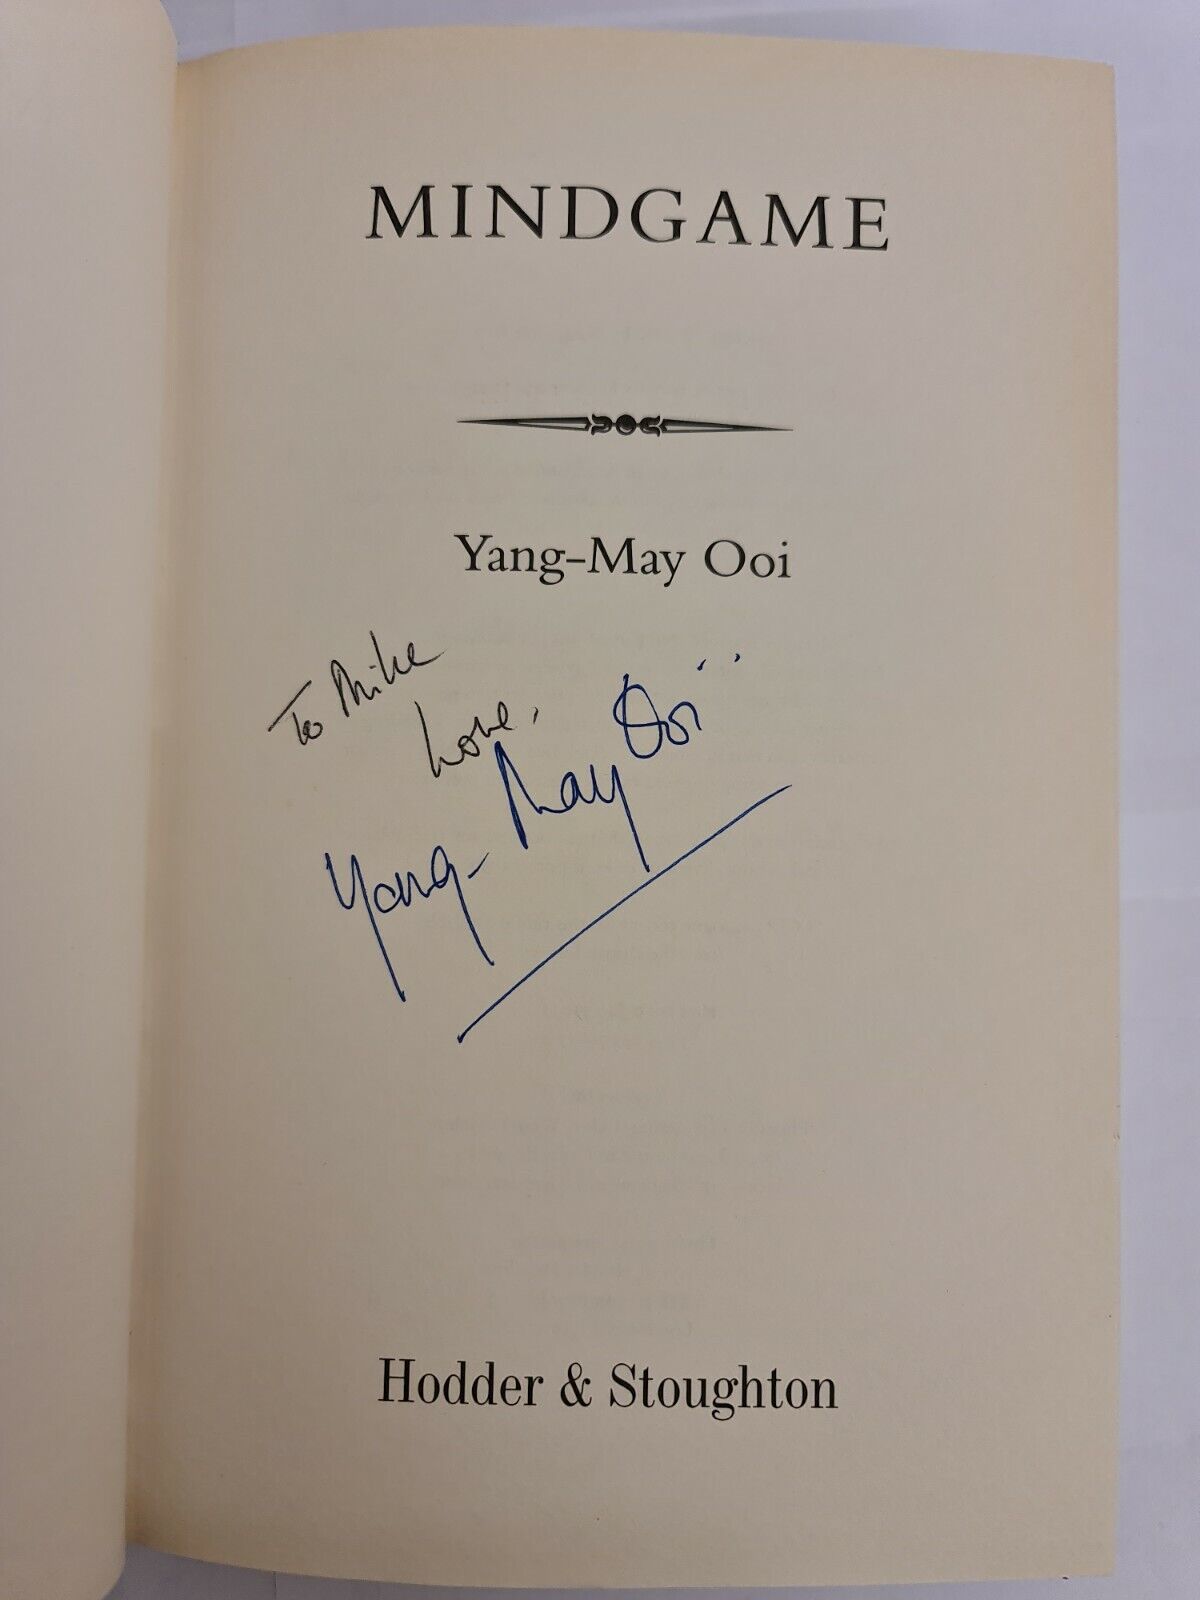 MINDGAME
Yang-May Ooi
To Mike
Love,
Yang-May Ooi
Hodder & Stoughton